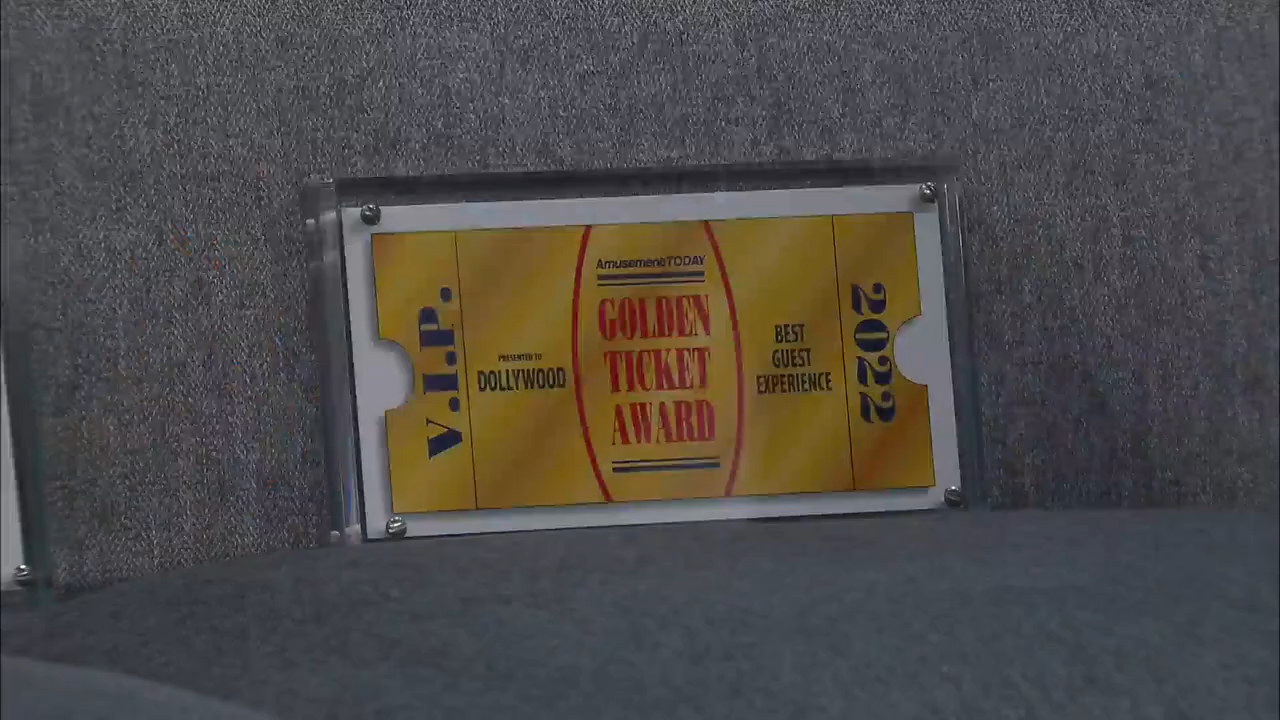 V.I.P.
PRESENTED TO
DOLLYWOOD
AmusementTODAY
GOLDEN
TICKET
AWARD
BEST
GUEST
EXPERIENCE
2022